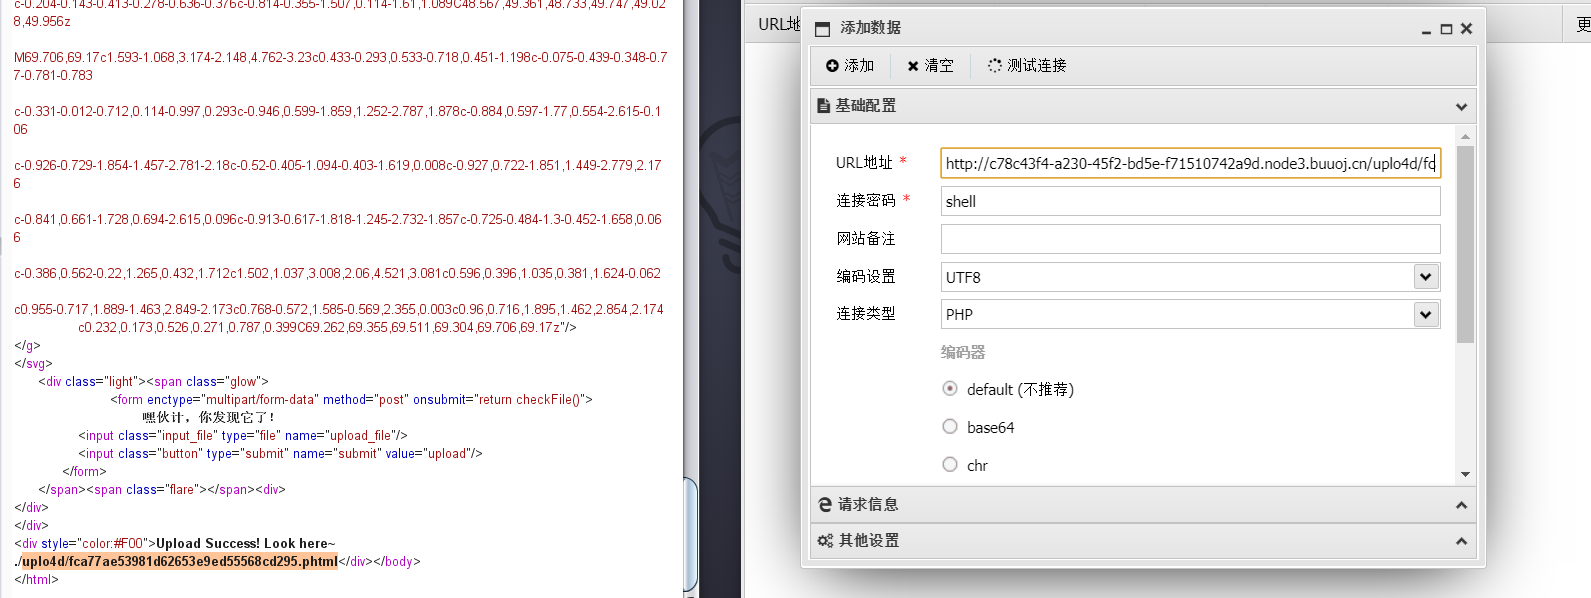 c-0.204-0.143-0.413-0.278-0.636-0.376c-0.814-0.355-1.507,0.114-1.61,1.089C48.567,49.361,48.733,49.747,49.02
8,49.956z
M69.706,69.17c1.593-1.068,3.174-2.148,4.762-3.23c0.433-0.293,0.533-0.718,0.451-1.198c-0.075-0.439-0.348-0.7
7-0.781-0.783
c-0.331-0.012-0.712,0.114-0.997,0.293c-0.946,0.599-1.859,1.252-2.787,1.878c-0.884,0.597-1.77,0.554-2.615-0.1
06
c-0.926-0.729-1.854-1.457-2.781-2.18c-0.52-0.405-1.094-0.403-1.619,0.008c-0.927,0.722-1.851,1.449-2.779,2.17
6
c-0.841,0.661-1.728,0.694-2.615,0.096c-0.913-0.617-1.818-1.245-2.732-1.857c-0.725-0.484-1.3-0.452-1.658,0.06
6
c-0.386,0.562-0.22,1.265,0.432,1.712c1.502,1.037,3.008,2.06,4.521,3.081c0.596,0.396,1.035,0.381,1.624-0.062
c0.955-0.717,1.889-1.463,2.849-2.173c0.768-0.572,1.585-0.569,2.355,0.003c0.96,0.716,1.895,1.462,2.854,2.174
c0.232,0.173,0.526,0.271,0.787,0.399C69.262,69.355,69.511,69.304,69.706,69.17z"/>
</g>
</svg>
<div class="light"><span class="glow">
<form enctype="multipart/form-data" method="post" onsubmit="return checkFile()">
嘿伙计，你发现它了！
<input class="input_file" type="file" name="upload_file"/>
<input class="button" type="submit" name="submit" value="upload"/>
</form>
</span><span class="flare"></span><div>
</div>
</div>
<div style="color:#F00">Upload Success! Look here~
./uplo4d/fca77ae53981d62653e9ed55568cd295.phtml</div></body>
</html>
URL地
更
添加数据
添加 清空 测试连接
基础配置
URL地址 * http://c78c43f4-a230-45f2-bd5e-f71510742a9d.node3.buuoj.cn/uplo4d/fc
连接密码 * shell
网站备注
编码设置 UTF8
连接类型 PHP
编码器
default (不推荐)
base64
chr
请求信息
其他设置